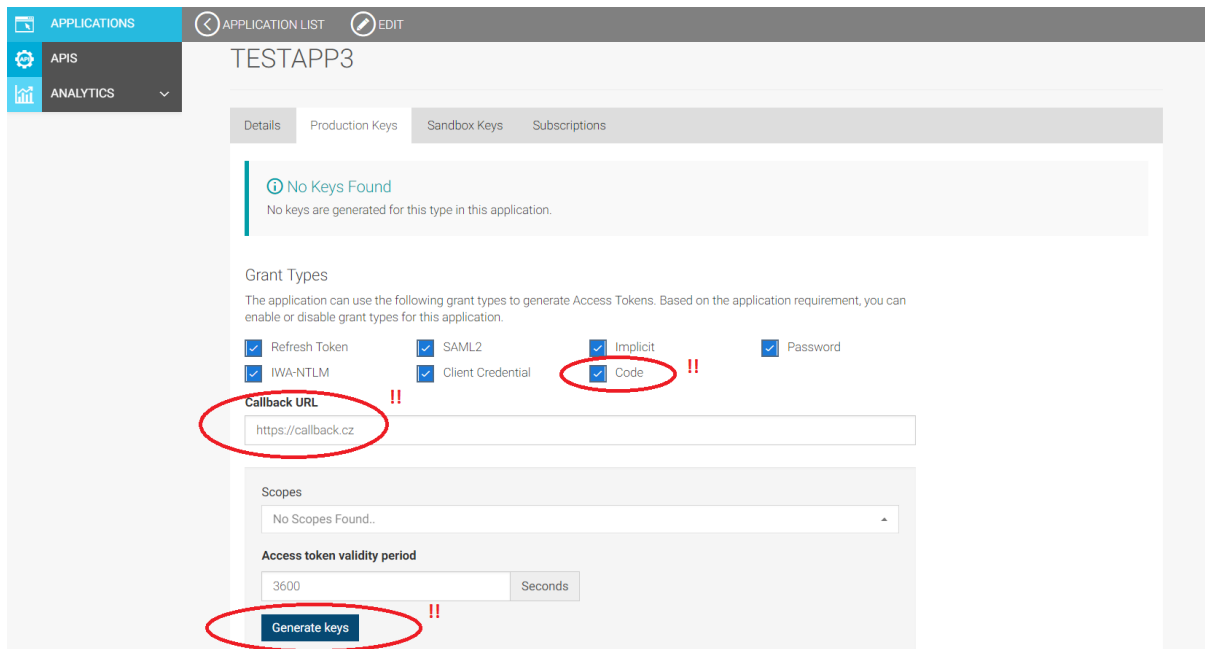 APPLICATIONS
APPLICATION LIST
EDIT
APIS
ANALYTICS
TESTAPP3
Details
Production Keys
Sandbox Keys
Subscriptions
No Keys Found
No keys are generated for this type in this application.
Grant Types
The application can use the following grant types to generate Access Tokens. Based on the application requirement, you can
enable or disable grant types for this application.
Refresh Token
SAML2
Implicit
Password
IWA-NTLM
Client Credential
Code
!!
Callback URL
!!
https://callback.cz
Scopes
No Scopes Found..
Access token validity period
3600
Seconds
Generate keys
!!